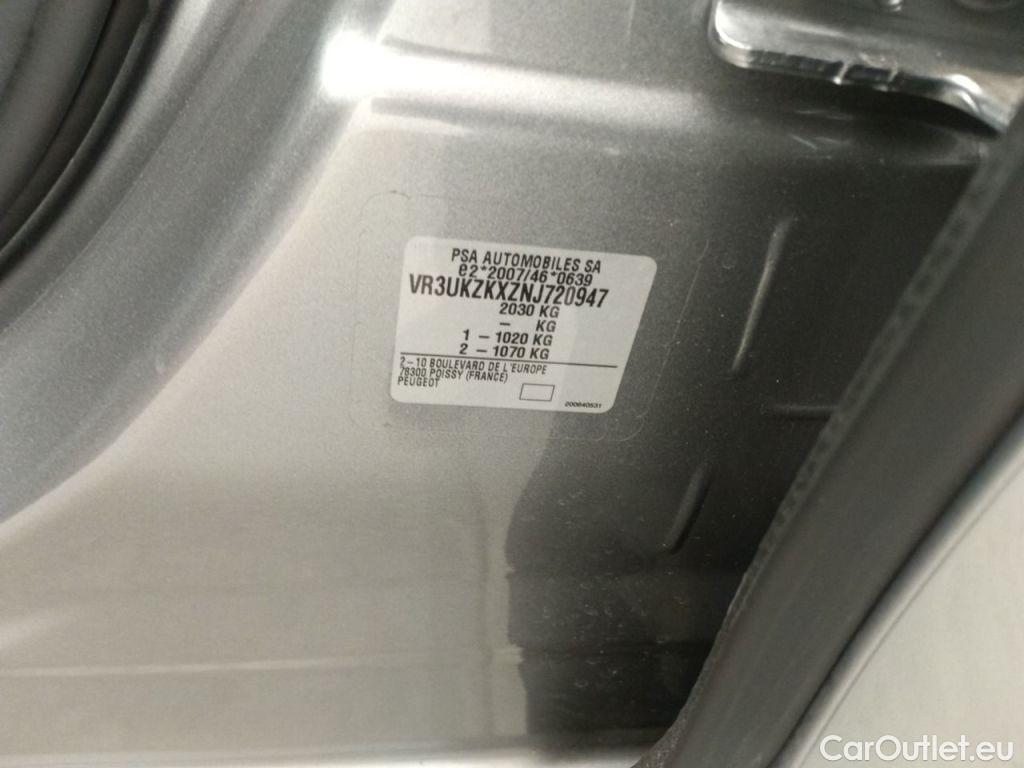 PSA AUTOMOBILES SA
e2*2007/46*0639
VR3UKZKXZNJ720947
2030 KG
- KG
1 - 1020 KG
2 - 1070 KG
2-10 BOULEVARD DE L'EUROPE
78300 POISSY (FRANCE)
PEUGEOT
200640531
CarOutlet.eu